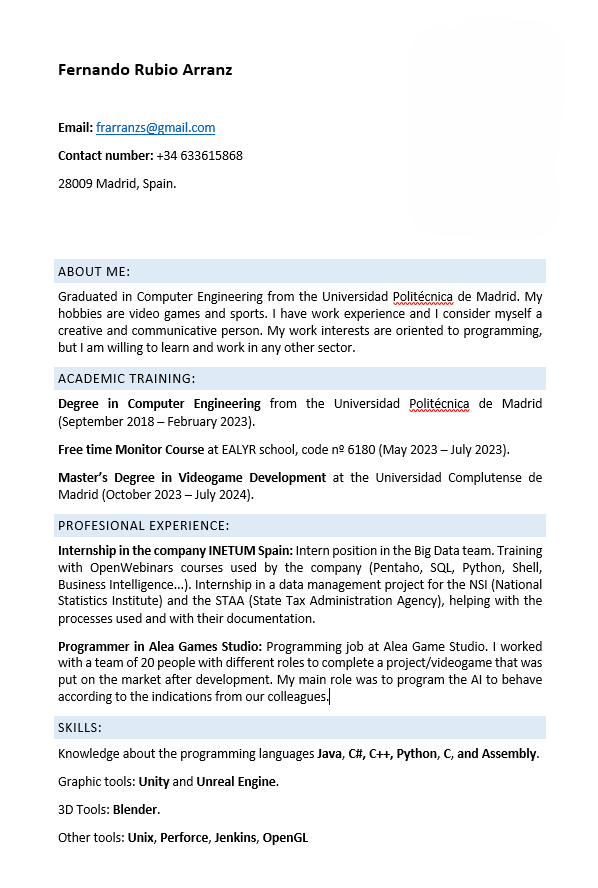 Fernando Rubio Arranz
Email: frarranzs@gmail.com
Contact number: +34 633615868
28009 Madrid, Spain.
ABOUT ME:
Graduated in Computer Engineering from the Universidad Politécnica de Madrid. My
hobbies are video games and sports. I have work experience and I consider myself a
creative and communicative person. My work interests are oriented to programming,
but I am willing to learn and work in any other sector.
ACADEMIC TRAINING:
Degree in Computer Engineering from the Universidad Politécnica de Madrid
(September 2018 – February 2023).
Free time Monitor Course at EALYR school, code nº 6180 (May 2023 – July 2023).
Master’s Degree in Videogame Development at the Universidad Complutense de
Madrid (October 2023 – July 2024).
PROFESIONAL EXPERIENCE:
Internship in the company INETUM Spain: Intern position in the Big Data team. Training
with OpenWebinars courses used by the company (Pentaho, SQL, Python, Shell,
Business Intelligence...). Internship in a data management project for the NSI (National
Statistics Institute) and the STAA (State Tax Administration Agency), helping with the
processes used and with their documentation.
Programmer in Alea Games Studio: Programming job at Alea Game Studio. I worked
with a team of 20 people with different roles to complete a project/videogame that was
put on the market after development. My main role was to program the AI to behave
according to the indications from our colleagues.
SKILLS:
Knowledge about the programming languages Java, C#, C++, Python, C, and Assembly.
Graphic tools: Unity and Unreal Engine.
3D Tools: Blender.
Other tools: Unix, Perforce, Jenkins, OpenGL